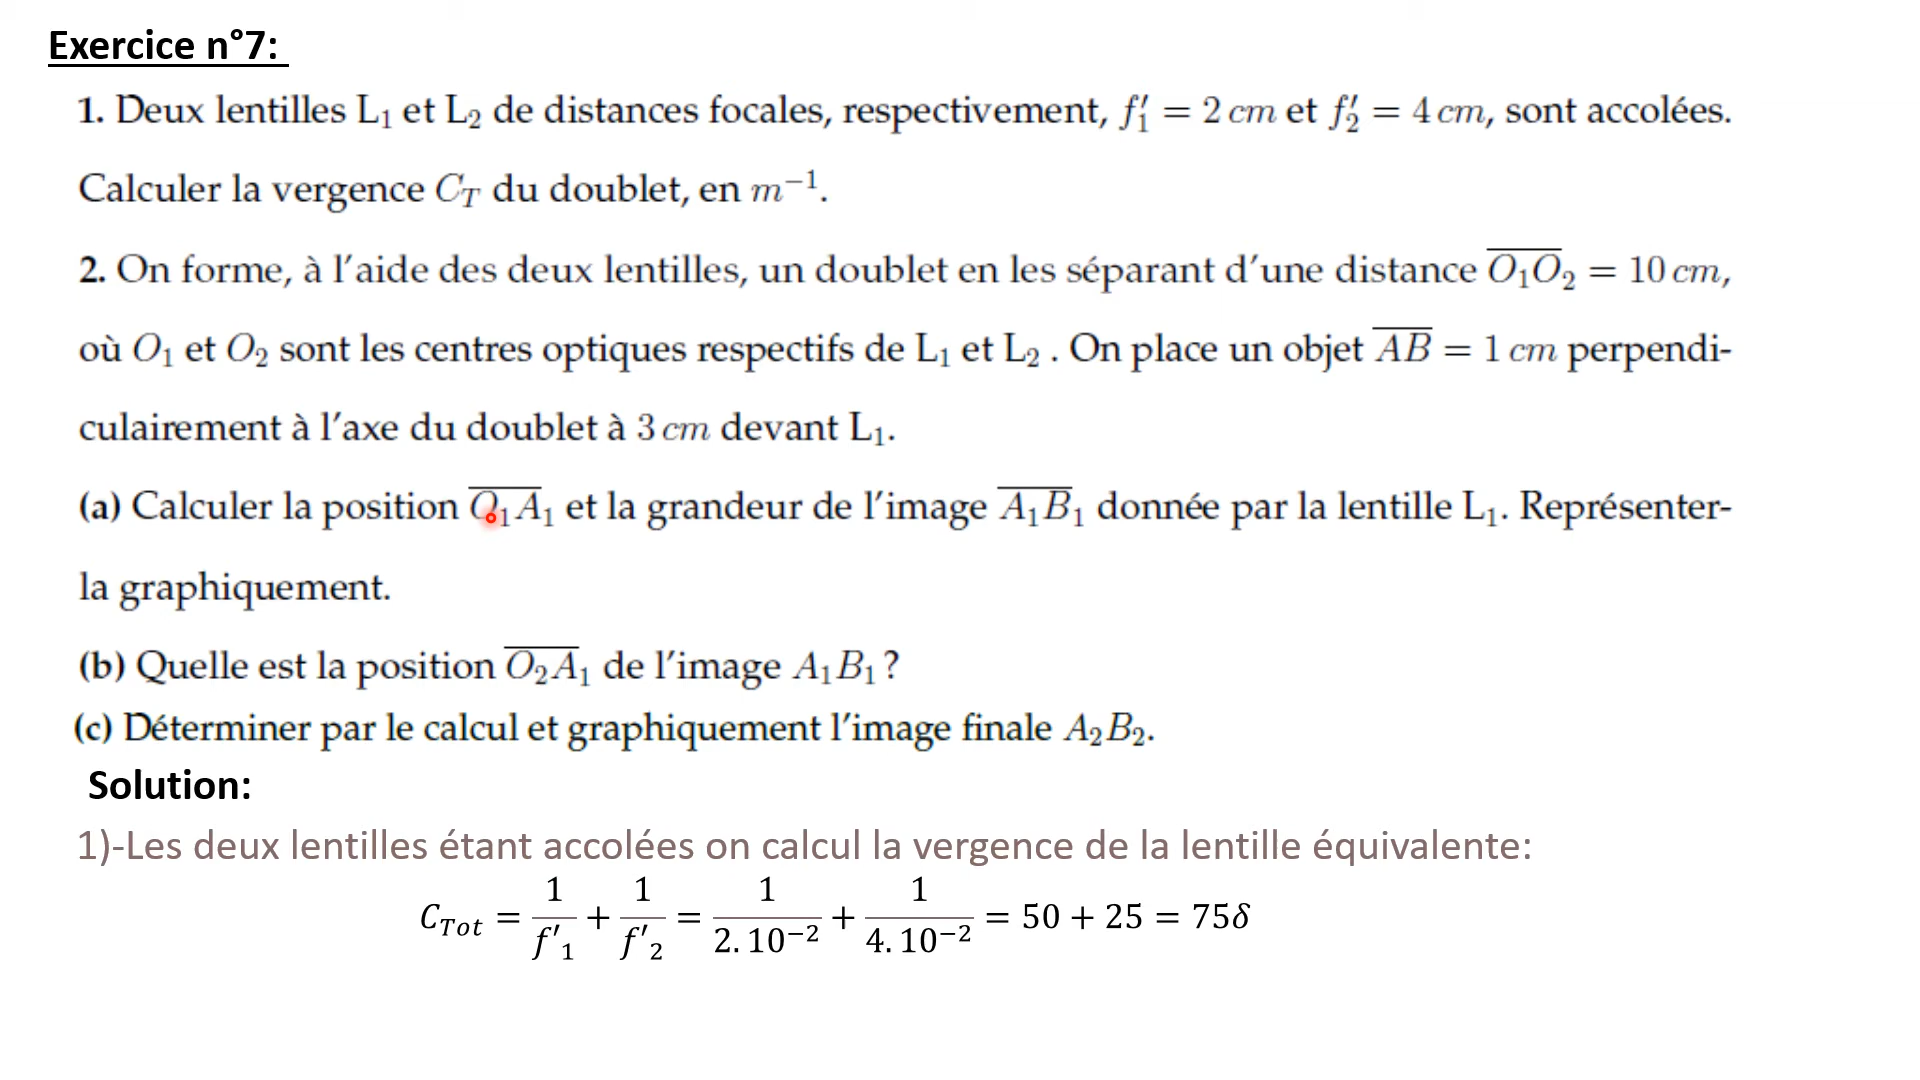 Exercice n°7:
1. Deux lentilles L₁ et L₂ de distances focales, respectivement, f′₁ = 2 cm et f′₂ = 4 cm, sont accolées.
Calculer la vergence C_T du doublet, en m⁻¹.
2. On forme, à l'aide des deux lentilles, un doublet en les séparant d'une distance O₁O₂ = 10 cm,
où O₁ et O₂ sont les centres optiques respectifs de L₁ et L₂ . On place un objet AB = 1 cm perpendi-
culairement à l'axe du doublet à 3 cm devant L₁.
(a) Calculer la position O₁A₁ et la grandeur de l'image A₁B₁ donnée par la lentille L₁. Représenter-
la graphiquement.
(b) Quelle est la position O₂A₁ de l'image A₁B₁ ?
(c) Déterminer par le calcul et graphiquement l'image finale A₂B₂.
Solution:
1)-Les deux lentilles étant accolées on calcul la vergence de la lentille équivalente:
C_Tot = 1/f′₁ + 1/f′₂ = 1/2.10⁻² + 1/4.10⁻² = 50 + 25 = 75δ